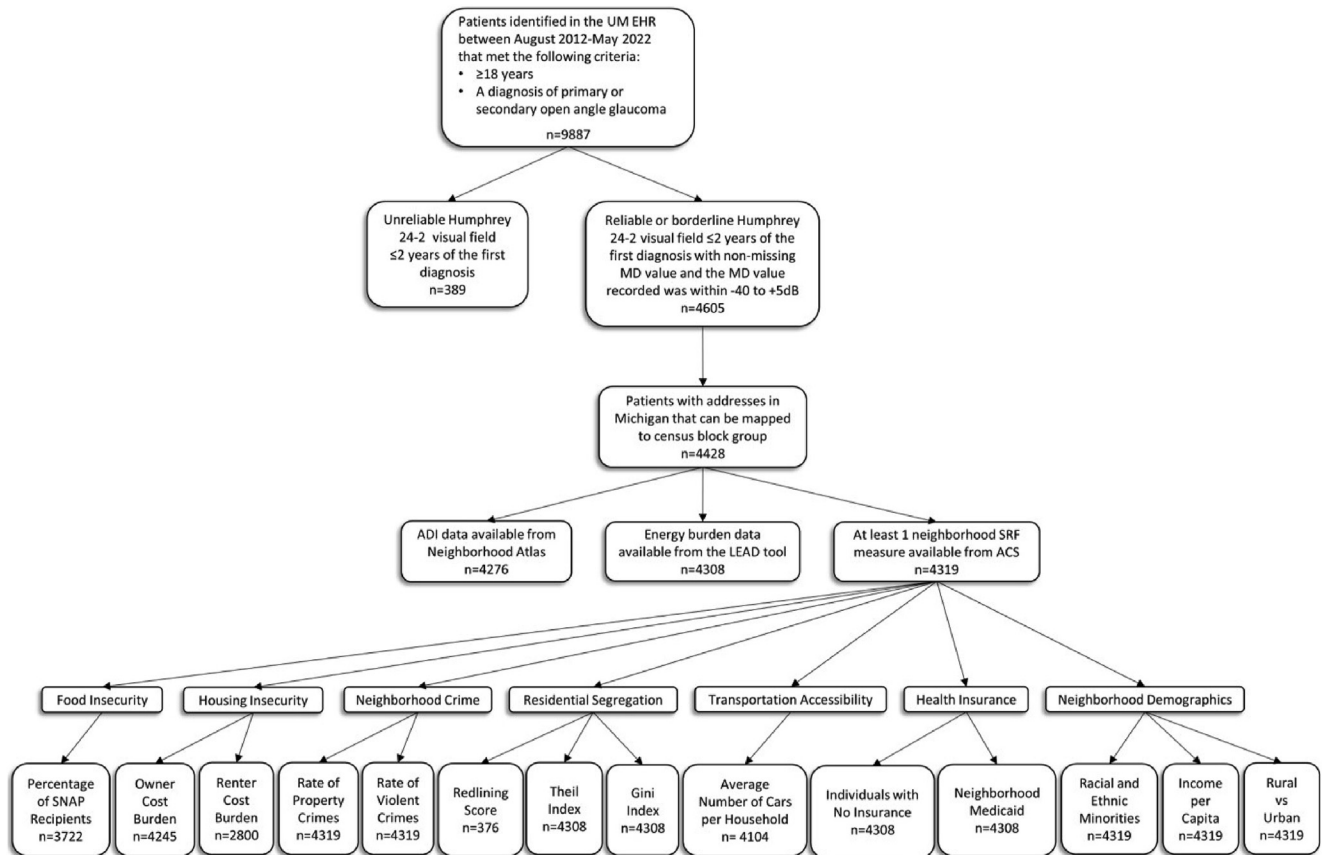 Patients identified in the UM EHR
between August 2012-May 2022
that met the following criteria:
• ≥18 years
• A diagnosis of primary or
secondary open angle glaucoma
n=9887
Unreliable Humphrey
24-2 visual field
≤2 years of the first
diagnosis
n=389
Reliable or borderline Humphrey
24-2 visual field ≤2 years of the
first diagnosis with non-missing
MD value and the MD value
recorded was within -40 to +5dB
n=4605
Patients with addresses in
Michigan that can be mapped
to census block group
n=4428
ADI data available from
Neighborhood Atlas
n=4276
Energy burden data
available from the LEAD tool
n=4308
At least 1 neighborhood SRF
measure available from ACS
n=4319
Food Insecurity
Housing Insecurity
Neighborhood Crime
Residential Segregation
Transportation Accessibility
Health Insurance
Neighborhood Demographics
Percentage
of SNAP
Recipients
n=3722
Owner
Cost
Burden
n=4245
Renter
Cost
Burden
n=2800
Rate of
Property
Crimes
n=4319
Rate of
Violent
Crimes
n=4319
Redlining
Score
n=376
Theil
Index
n=4308
Gini
Index
n=4308
Average
Number of Cars
per Household
n= 4104
Individuals with
No Insurance
n=4308
Neighborhood
Medicaid
n=4308
Racial and
Ethnic
Minorities
n=4319
Income
per
Capita
n=4319
Rural
vs
Urban
n=4319